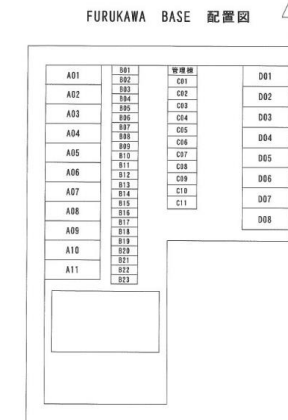 FURUKAWA BASE 配置図
A01
A02
A03
A04
A05
A06
A07
A08
A09
A10
A11
B01
B02
B03
B04
B05
B06
B07
B08
B09
B10
B11
B12
B13
B14
B15
B16
B17
B18
B19
B20
B21
B22
B23
管理棟
C01
C02
C03
C04
C05
C06
C07
C08
C09
C10
C11
D01
D02
D03
D04
D05
D06
D07
D08